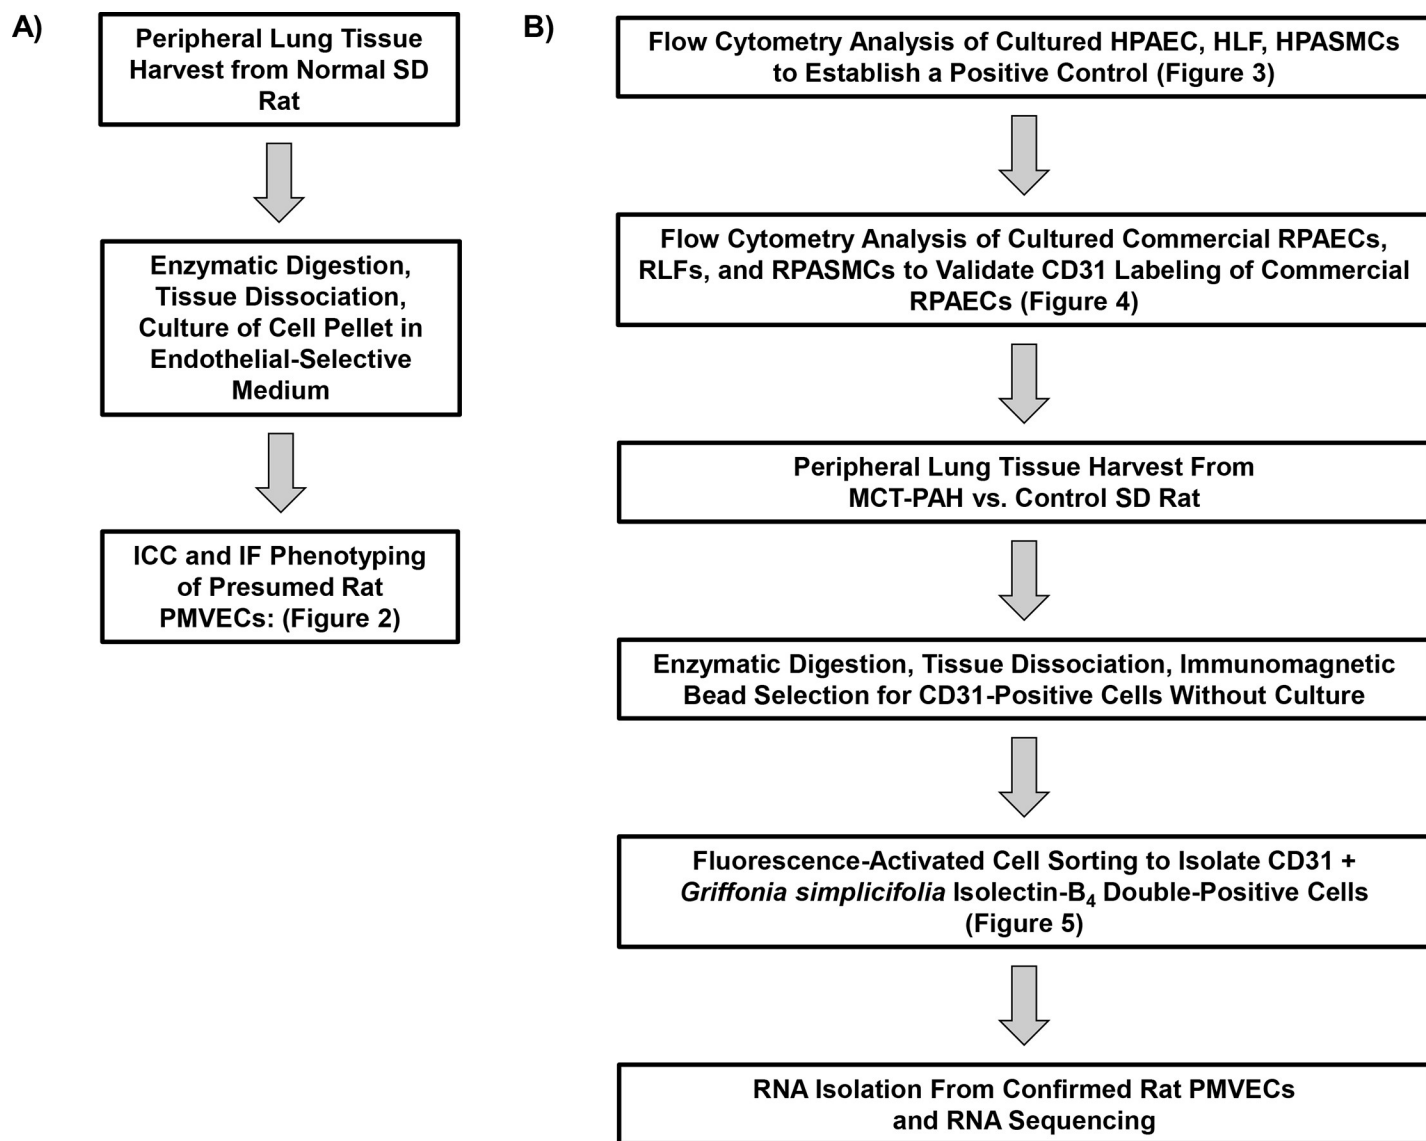 A)
Peripheral Lung Tissue
Harvest from Normal SD
Rat
Enzymatic Digestion,
Tissue Dissociation,
Culture of Cell Pellet in
Endothelial-Selective
Medium
ICC and IF Phenotyping
of Presumed Rat
PMVECs: (Figure 2)
B)
Flow Cytometry Analysis of Cultured HPAEC, HLF, HPASMCs
to Establish a Positive Control (Figure 3)
Flow Cytometry Analysis of Cultured Commercial RPAECs,
RLFs, and RPASMCs to Validate CD31 Labeling of Commercial
RPAECs (Figure 4)
Peripheral Lung Tissue Harvest From
MCT-PAH vs. Control SD Rat
Enzymatic Digestion, Tissue Dissociation, Immunomagnetic
Bead Selection for CD31-Positive Cells Without Culture
Fluorescence-Activated Cell Sorting to Isolate CD31 +
Griffonia simplicifolia Isolectin-B4 Double-Positive Cells
(Figure 5)
RNA Isolation From Confirmed Rat PMVECs
and RNA Sequencing